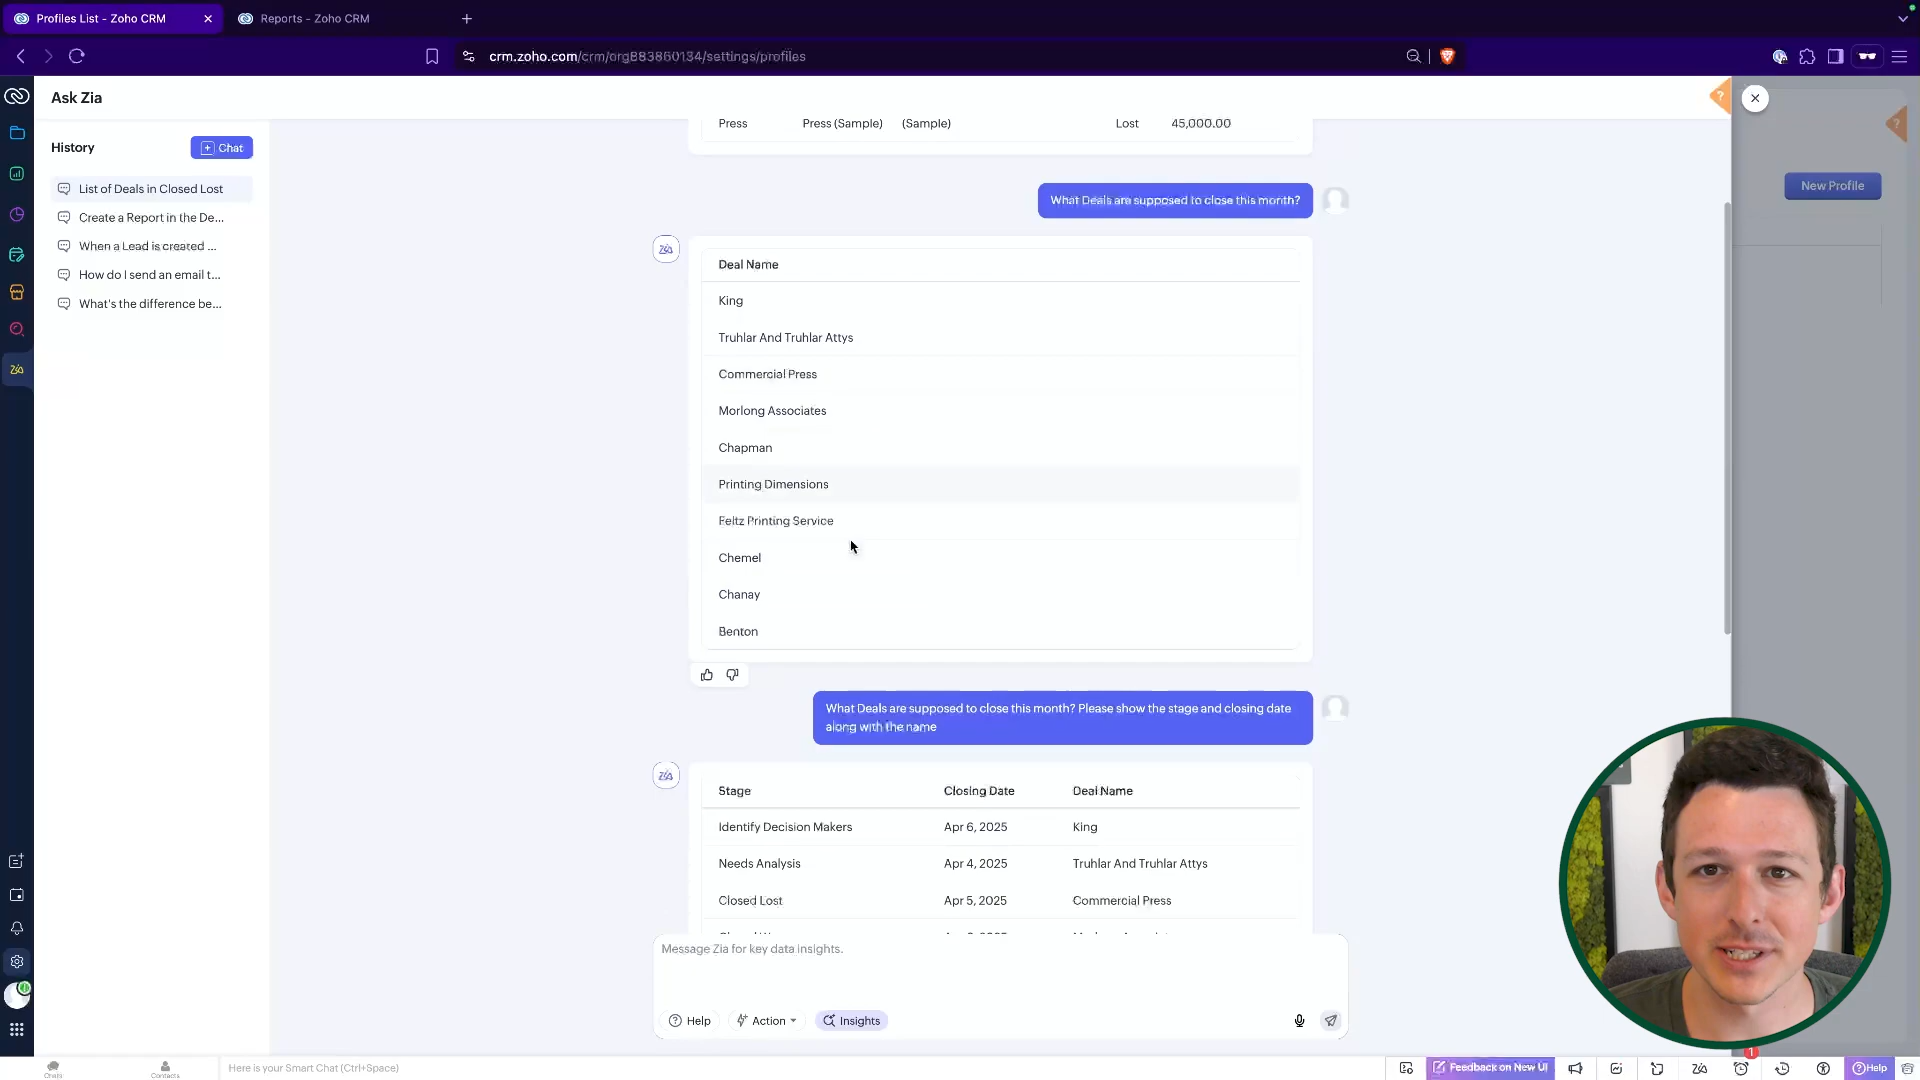 Profiles List - Zoho CRM
Reports - Zoho CRM
crm.zoho.com/crm/org883860134/settings/profiles
Ask Zia
?
?
History
Chat
List of Deals in Closed Lost
Create a Report in the De...
When a Lead is created ...
How do I send an email t...
What's the difference be...
New Profile
Press Press (Sample) (Sample) Lost 45,000.00
What Deals are supposed to close this month?
Deal Name
King
Truhlar And Truhlar Attys
Commercial Press
Morlong Associates
Chapman
Printing Dimensions
Feltz Printing Service
Chemel
Chanay
Benton
What Deals are supposed to close this month? Please show the stage and closing date
along with the name
Stage Closing Date Deal Name
Identify Decision Makers Apr 6, 2025 King
Needs Analysis Apr 4, 2025 Truhlar And Truhlar Attys
Closed Lost Apr 5, 2025 Commercial Press
Message Zia for key data insights.
Help Action Insights
Chats Contacts Here is your Smart Chat (Ctrl+Space)
Feedback on New UI
1
Help